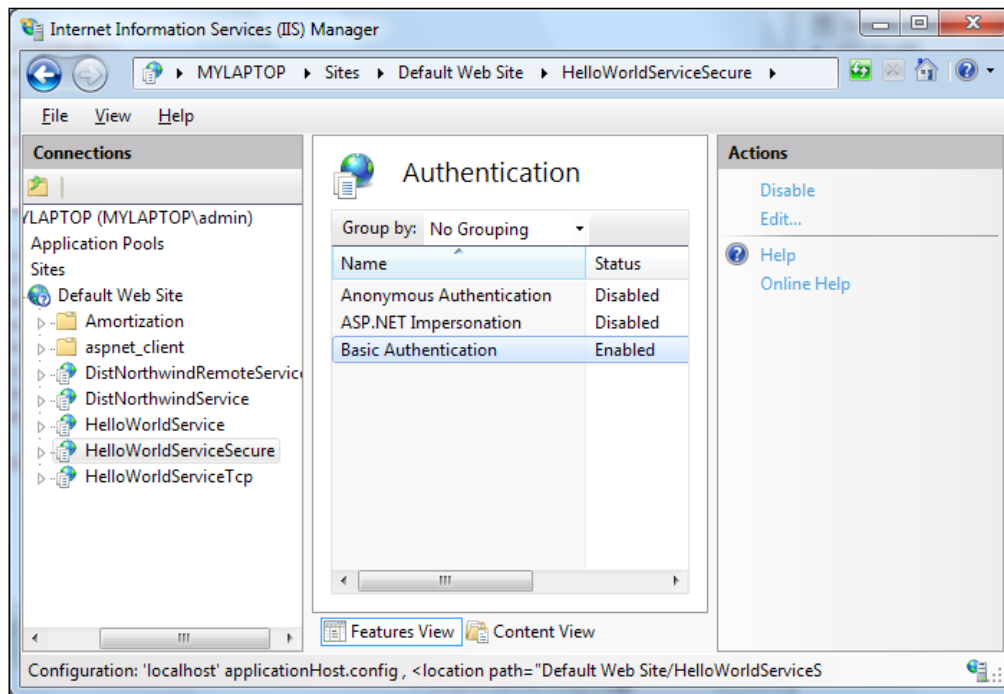 Internet Information Services (IIS) Manager
MYLAPTOP Sites Default Web Site HelloWorldServiceSecure
File View Help
Connections
YLAPTOP (MYLAPTOP\admin)
Application Pools
Sites
Default Web Site
Amortization
aspnet_client
DistNorthwindRemoteServic
DistNorthwindService
HelloWorldService
HelloWorldServiceSecure
HelloWorldServiceTcp
Authentication
Group by: No Grouping
Name Status
Anonymous Authentication Disabled
ASP.NET Impersonation Disabled
Basic Authentication Enabled
Features View Content View
Actions
Disable
Edit...
Help
Online Help
Configuration: 'localhost' applicationHost.config , <location path="Default Web Site/HelloWorldServiceS